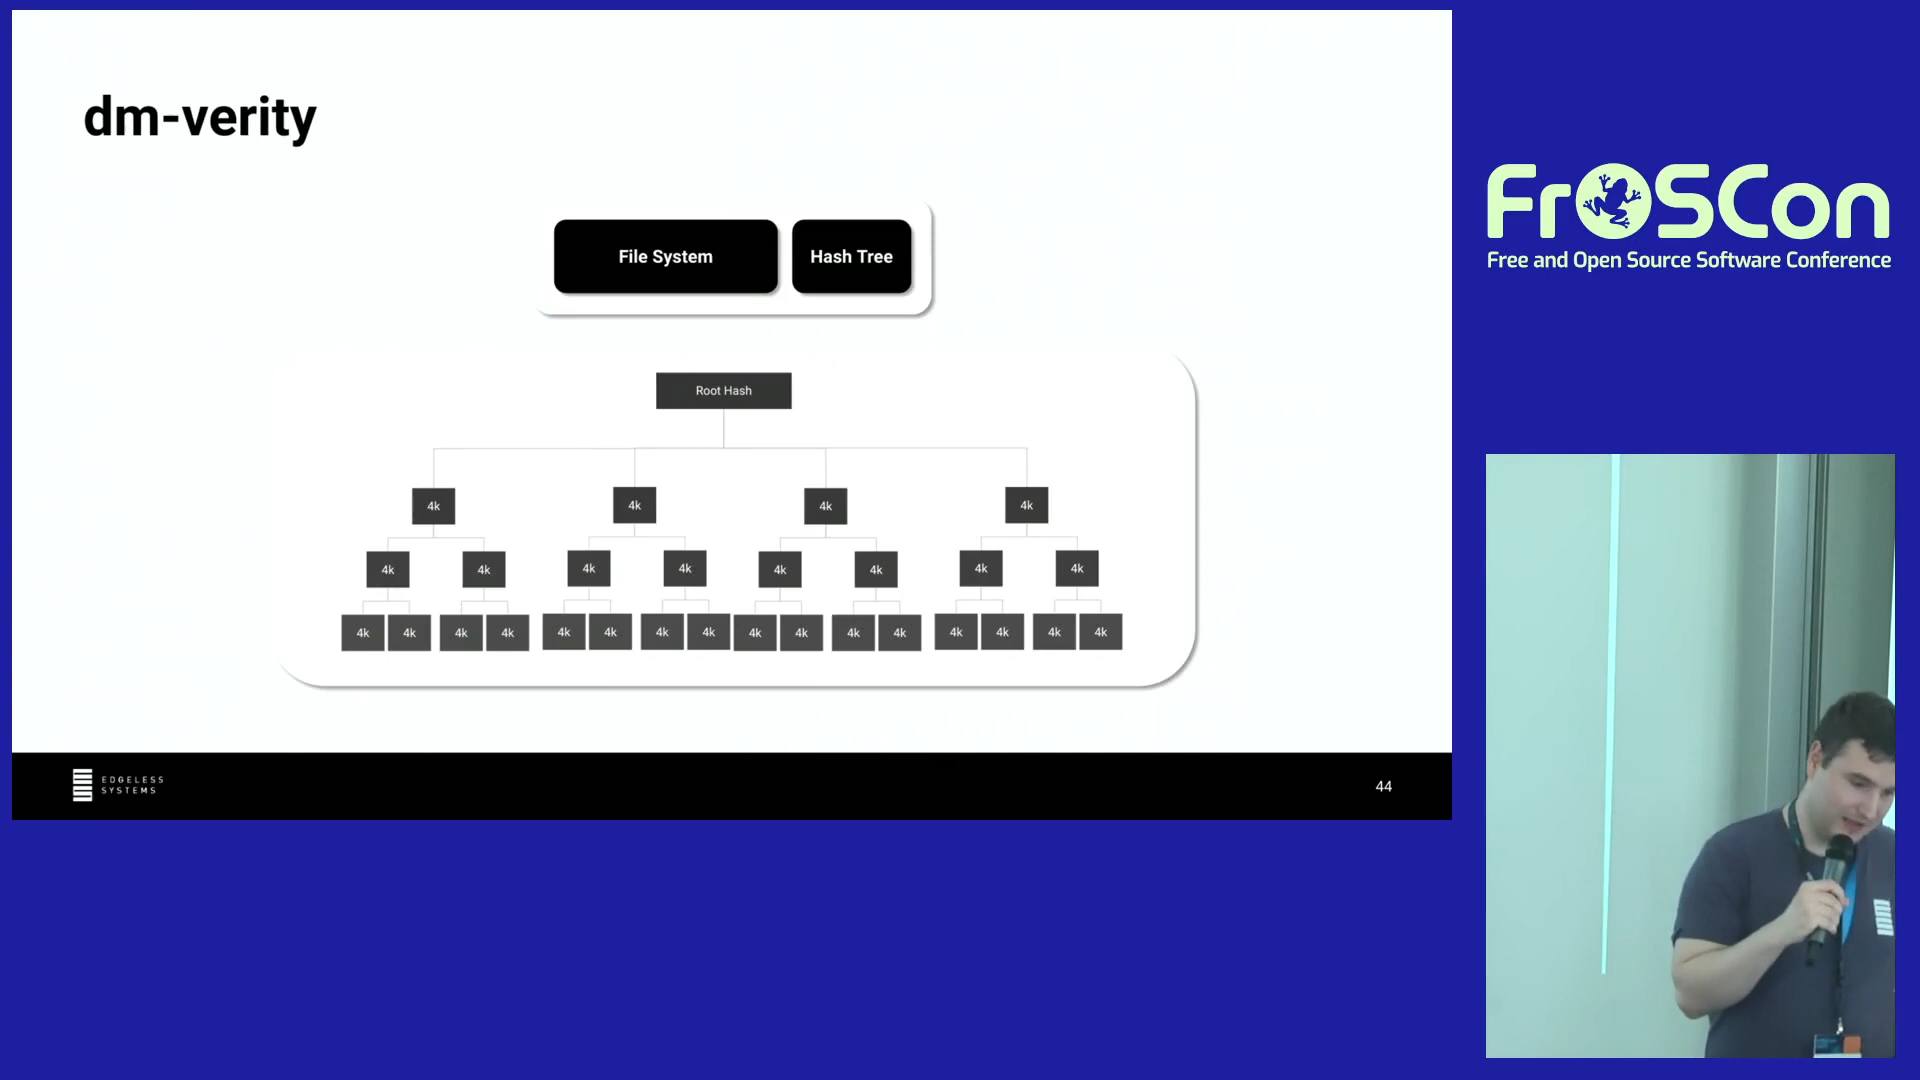 dm-verity
File System
Hash Tree
Root Hash
4k 4k 4k 4k
4k 4k 4k 4k 4k 4k 4k 4k
4k 4k 4k 4k 4k 4k 4k 4k 4k 4k 4k 4k 4k 4k 4k 4k
EDGELESS
SYSTEMS
44
FrOSCon
Free and Open Source Software Conference